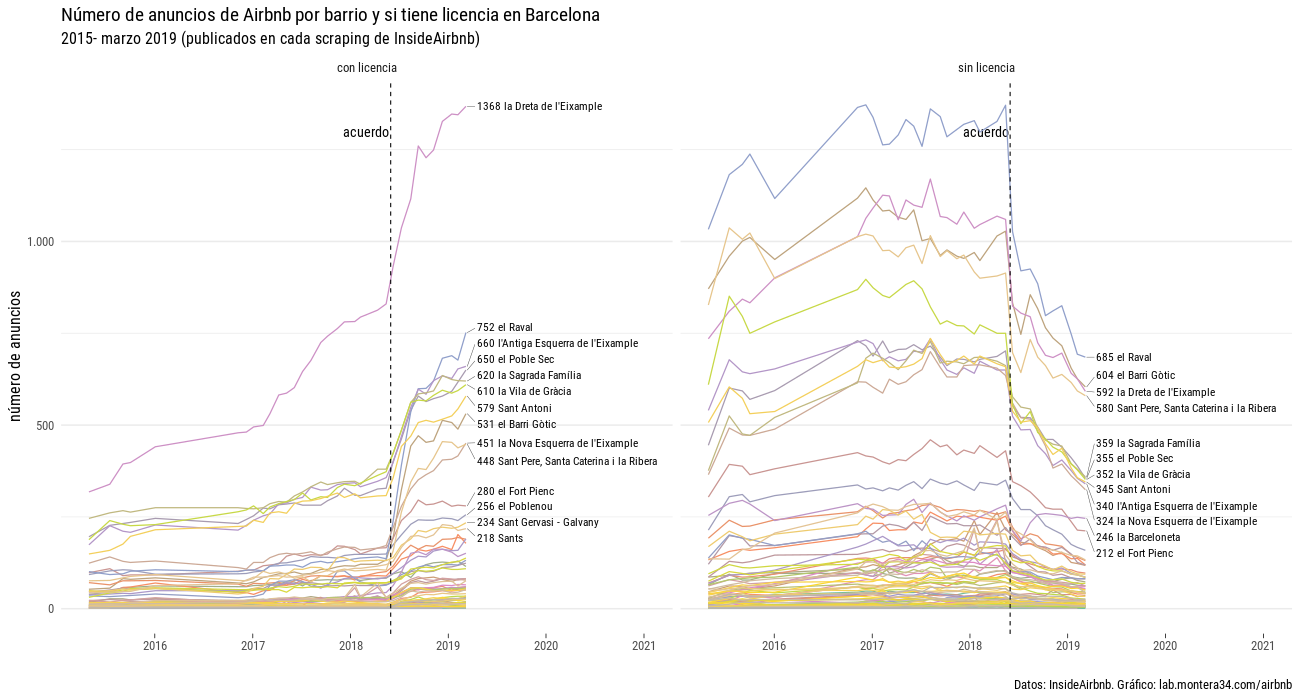 Número de anuncios de Airbnb por barrio y si tiene licencia en Barcelona
2015- marzo 2019 (publicados en cada scraping de InsideAirbnb)
con licencia
sin licencia
número de anuncios
1.000
500
0
acuerdo
1368 la Dreta de l'Eixample
752 el Raval
660 l'Antiga Esquerra de l'Eixample
650 el Poble Sec
620 la Sagrada Família
610 la Vila de Gràcia
579 Sant Antoni
531 el Barri Gòtic
451 la Nova Esquerra de l'Eixample
448 Sant Pere, Santa Caterina i la Ribera
280 el Fort Pienc
256 el Poblenou
234 Sant Gervasi - Galvany
218 Sants
2016 2017 2018 2019 2020 2021
acuerdo
685 el Raval
604 el Barri Gòtic
592 la Dreta de l'Eixample
580 Sant Pere, Santa Caterina i la Ribera
359 la Sagrada Família
355 el Poble Sec
352 la Vila de Gràcia
345 Sant Antoni
340 l'Antiga Esquerra de l'Eixample
324 la Nova Esquerra de l'Eixample
246 la Barceloneta
212 el Fort Pienc
2016 2017 2018 2019 2020 2021
Datos: InsideAirbnb. Gráfico: lab.montera34.com/airbnb